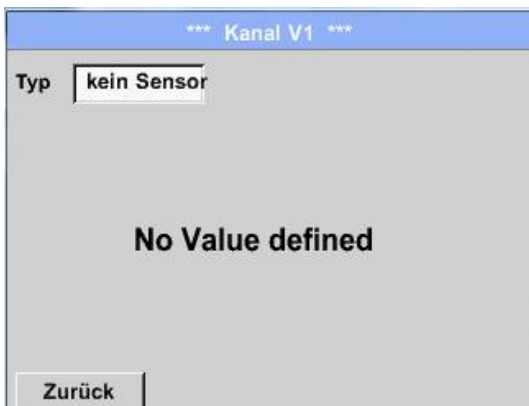 *** Kanal V1 ***
Typ kein Sensor
No Value defined
Zurück